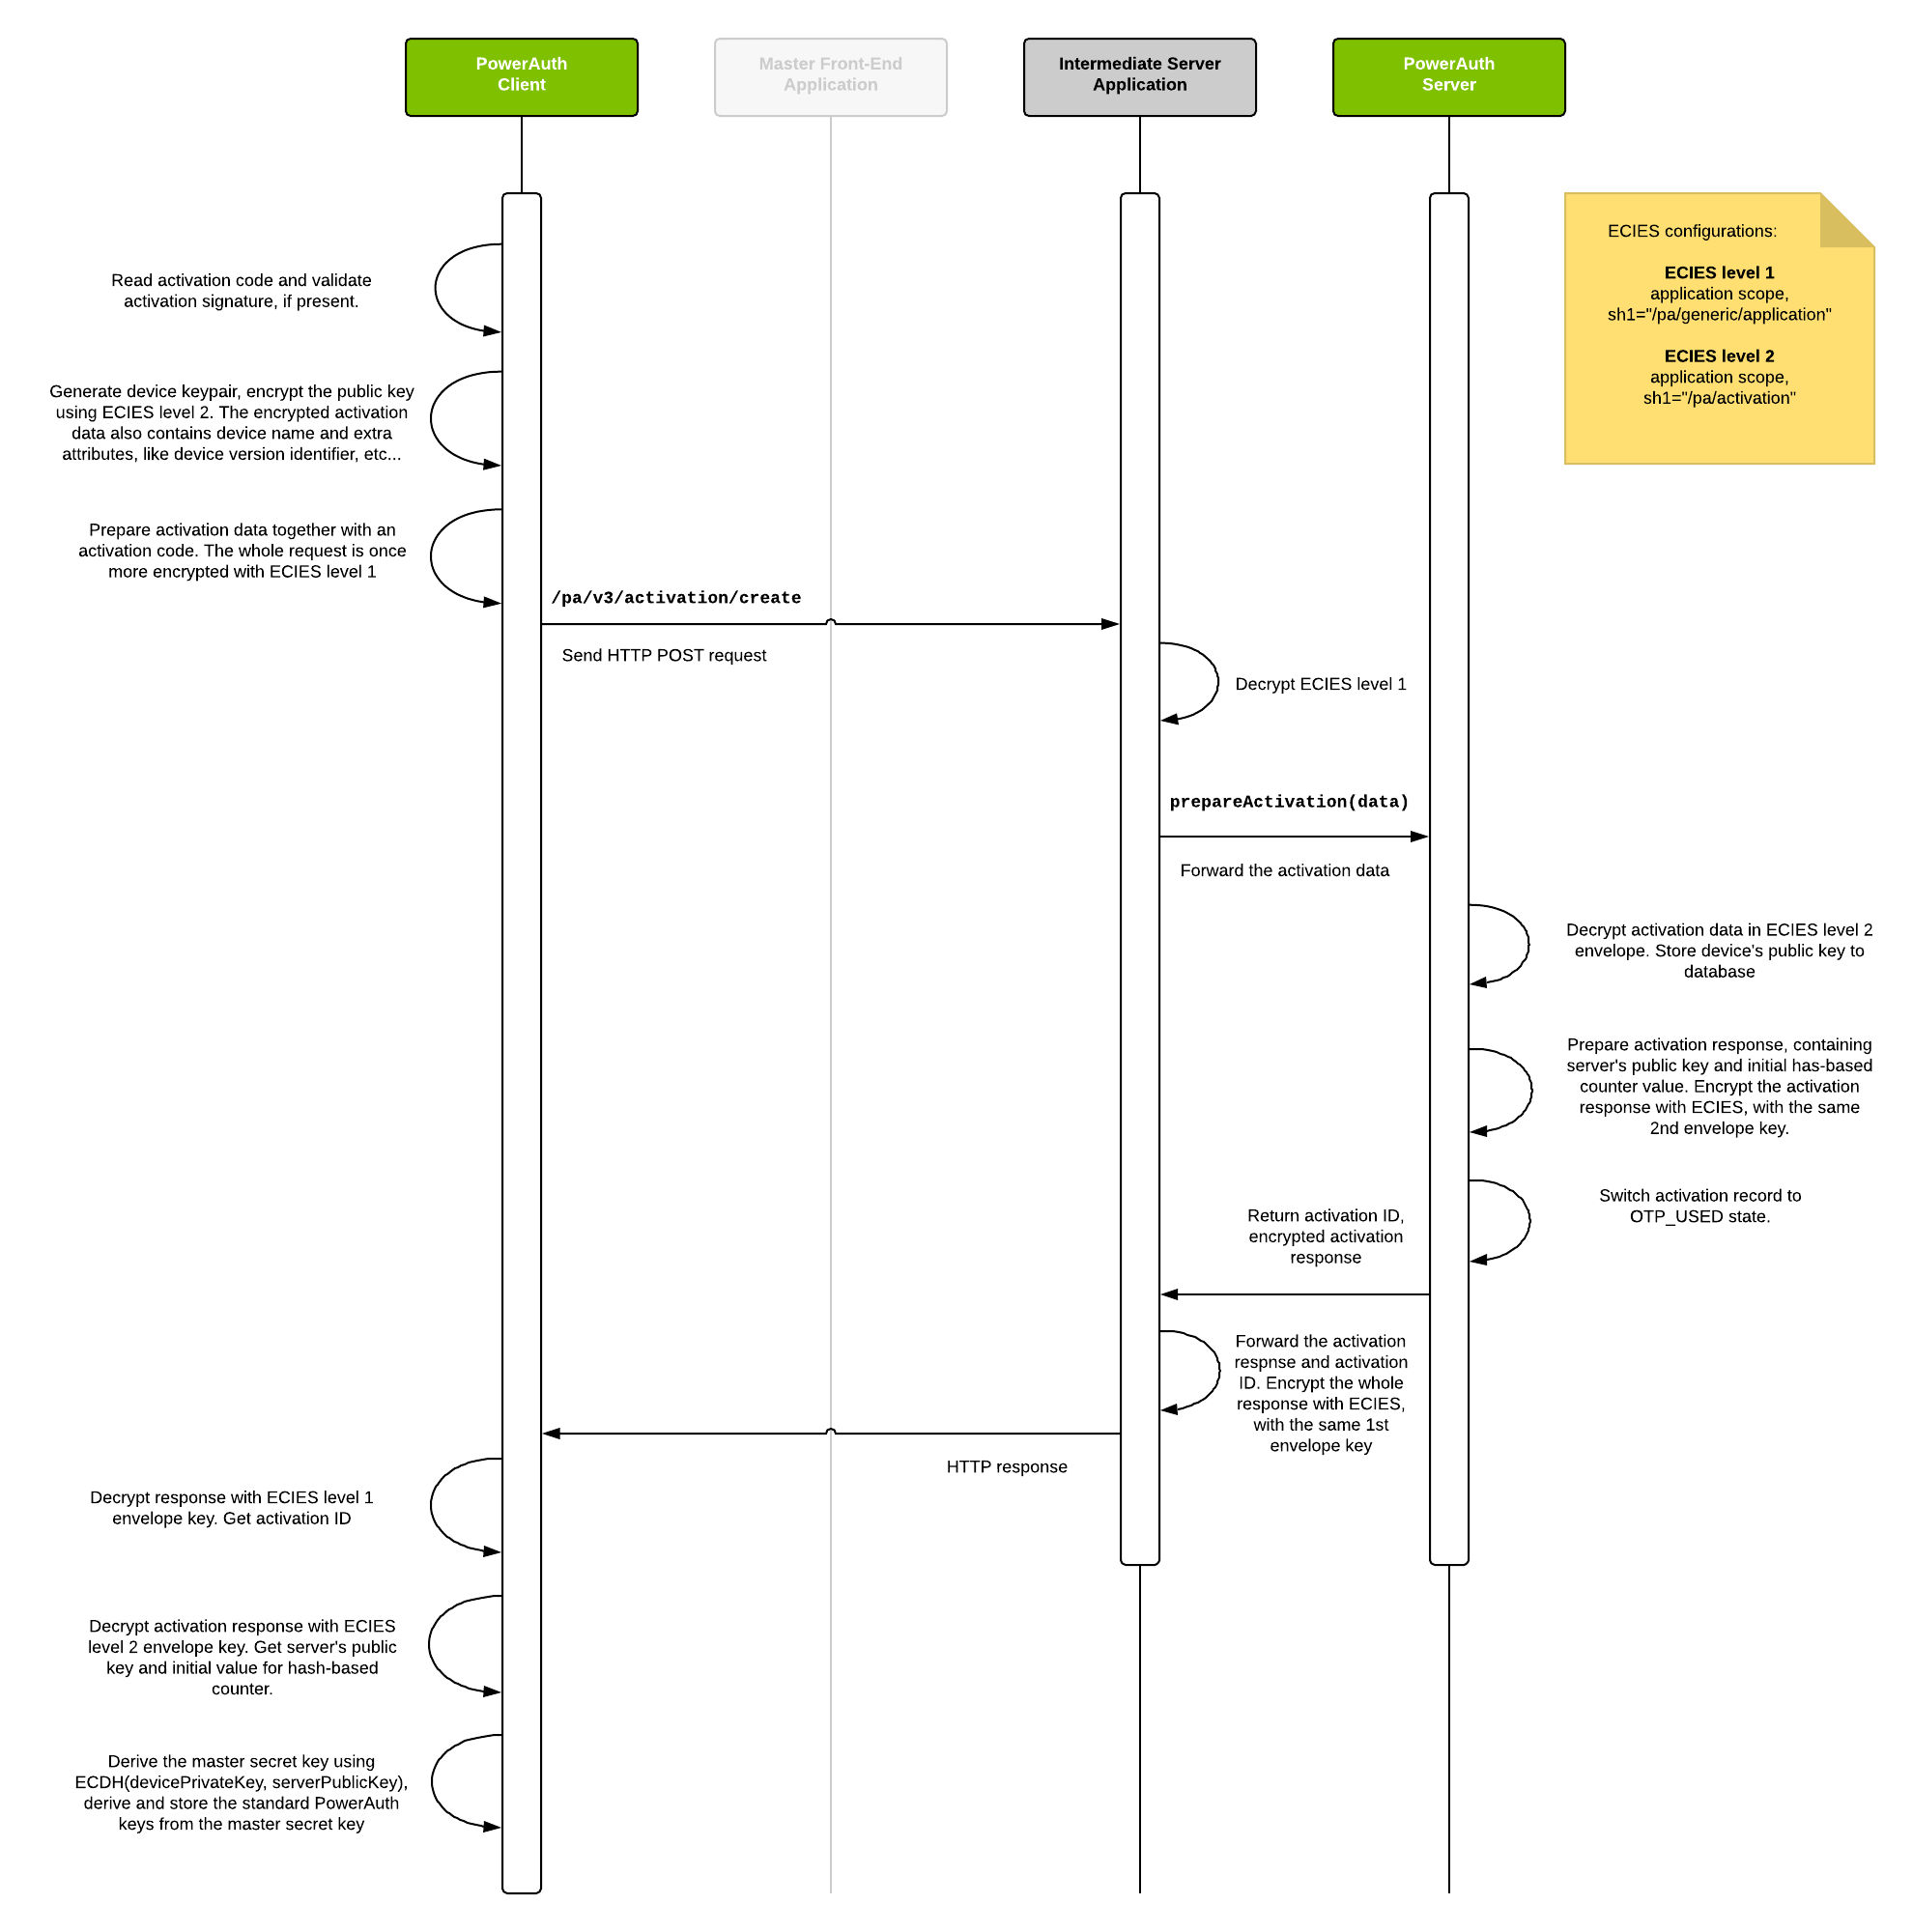 PowerAuth
Client
Master Front-End
Application
Intermediate Server
Application
PowerAuth
Server
ECIES configurations:
ECIES level 1
application scope,
sh1="/pa/generic/application"
ECIES level 2
application scope,
sh1="/pa/activation"
Read activation code and validate
activation signature, if present.
Generate device keypair, encrypt the public key
using ECIES level 2. The encrypted activation
data also contains device name and extra
attributes, like device version identifier, etc...
Prepare activation data together with an
activation code. The whole request is once
more encrypted with ECIES level 1
/pa/v3/activation/create
Send HTTP POST request
Decrypt ECIES level 1
prepareActivation(data)
Forward the activation data
Decrypt activation data in ECIES level 2
envelope. Store device's public key to
database
Prepare activation response, containing
server's public key and initial has-based
counter value. Encrypt the activation
response with ECIES, with the same
2nd envelope key.
Switch activation record to
OTP_USED state.
Return activation ID,
encrypted activation
response
Forward the activation
respnse and activation
ID. Encrypt the whole
response with ECIES,
with the same 1st
envelope key
HTTP response
Decrypt response with ECIES level 1
envelope key. Get activation ID
Decrypt activation response with ECIES
level 2 envelope key. Get server's public
key and initial value for hash-based
counter.
Derive the master secret key using
ECDH(devicePrivateKey, serverPublicKey),
derive and store the standard PowerAuth
keys from the master secret key